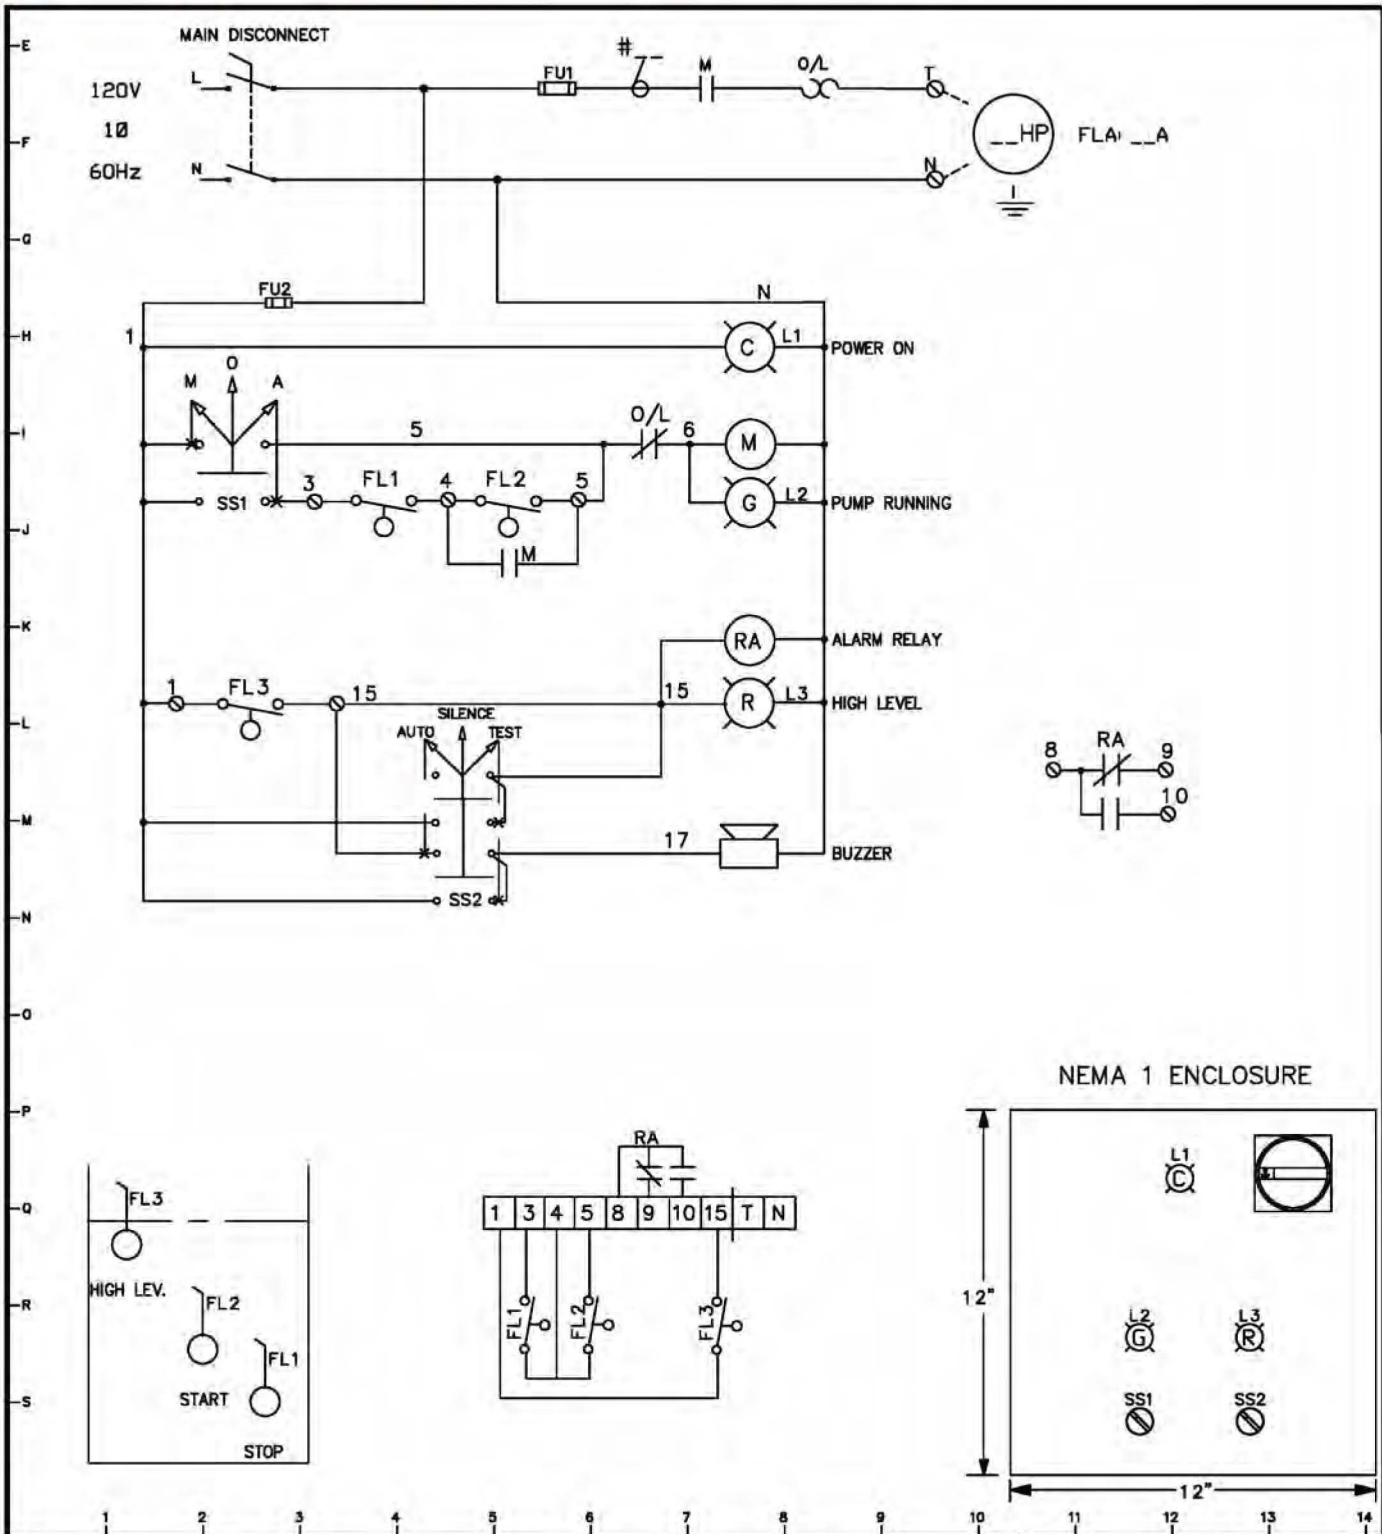 E
MAIN DISCONNECT
120V
L
FU1
#
M
O/L
T
10
F
__HP
FLA: __A
60Hz
N
N
G
FU2
N
H
1
C
L1
POWER ON
M
O
A
I
5
O/L
6
M
SS1
3
FL1
4
FL2
5
G
L2
PUMP RUNNING
J
M
K
RA
ALARM RELAY
1
FL3
15
15
R
L3
HIGH LEVEL
L
SILENCE
AUTO
TEST
8
RA
9
10
M
17
BUZZER
SS2
N
O
NEMA 1 ENCLOSURE
P
RA
L1
C
Q
FL3
1 3 4 5 8 9 10 15 T N
HIGH LEV.
R
FL2
FL1
FL2
FL3
12"
L2
G
L3
R
FL1
START
S
SS1
SS2
STOP
12"
1 2 3 4 5 6 7 8 9 10 11 12 13 14